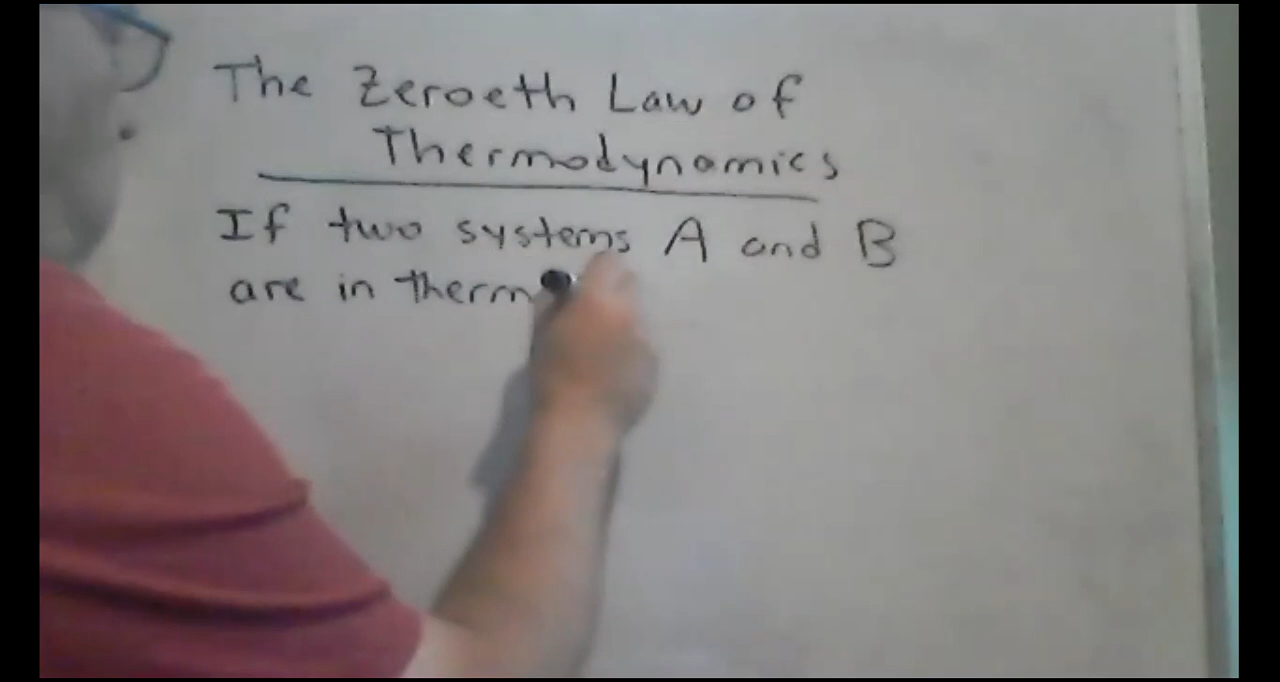 The Zeroeth Law of
Thermodynamics
If two systems A and B
are in therm